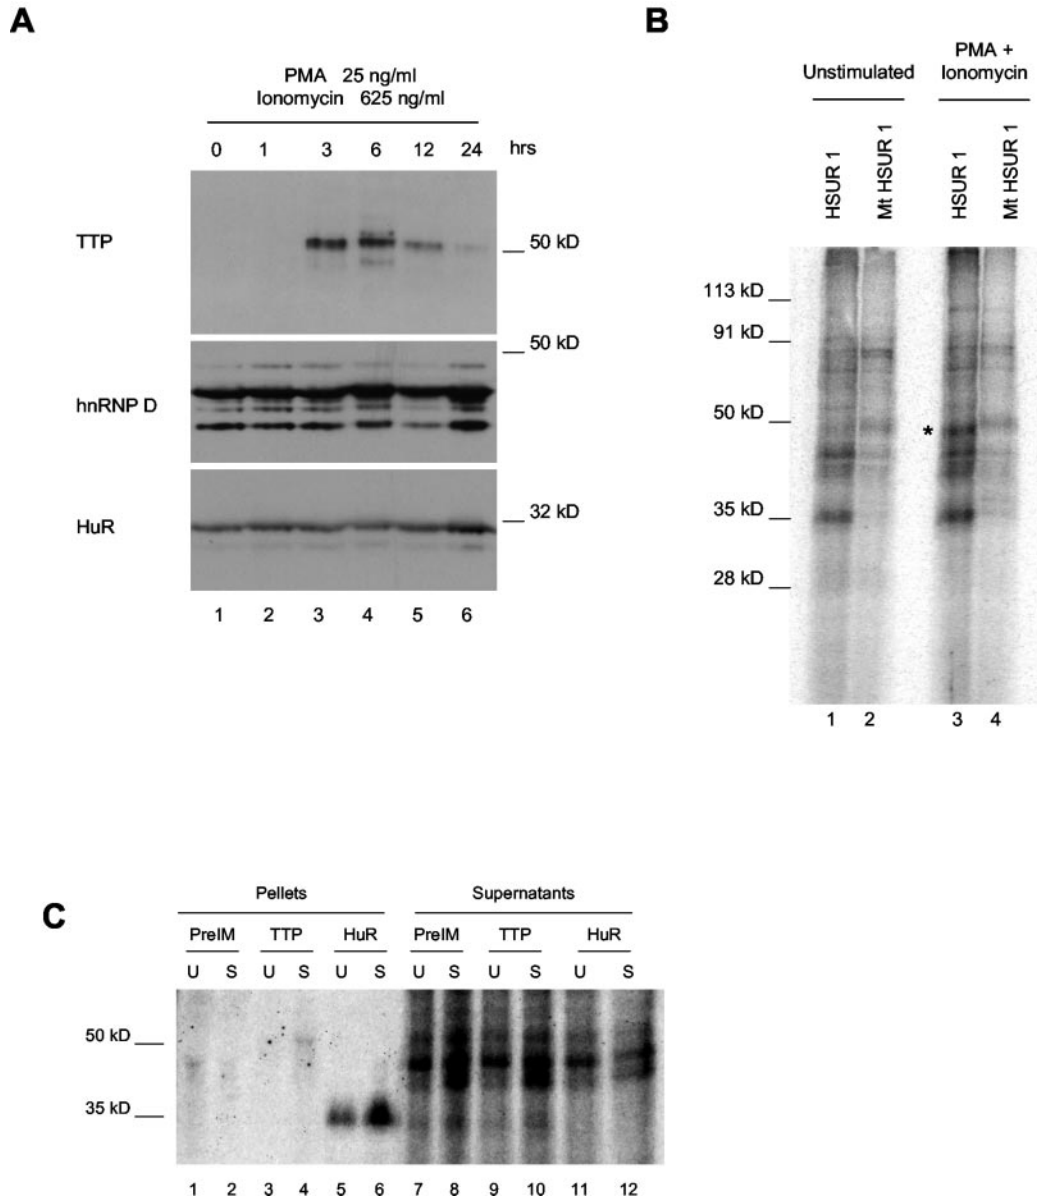 A
PMA 25 ng/ml
Ionomycin 625 ng/ml
0 1 3 6 12 24 hrs
TTP
50 kD
50 kD
hnRNP D
32 kD
HuR
1 2 3 4 5 6
B
Unstimulated
PMA +
Ionomycin
HSUR 1
Mt HSUR 1
HSUR 1
Mt HSUR 1
113 kD
91 kD
50 kD
*
35 kD
28 kD
1 2 3 4
C
Pellets Supernatants
PreIM TTP HuR PreIM TTP HuR
U S U S U S U S U S U S
50 kD
35 kD
1 2 3 4 5 6 7 8 9 10 11 12